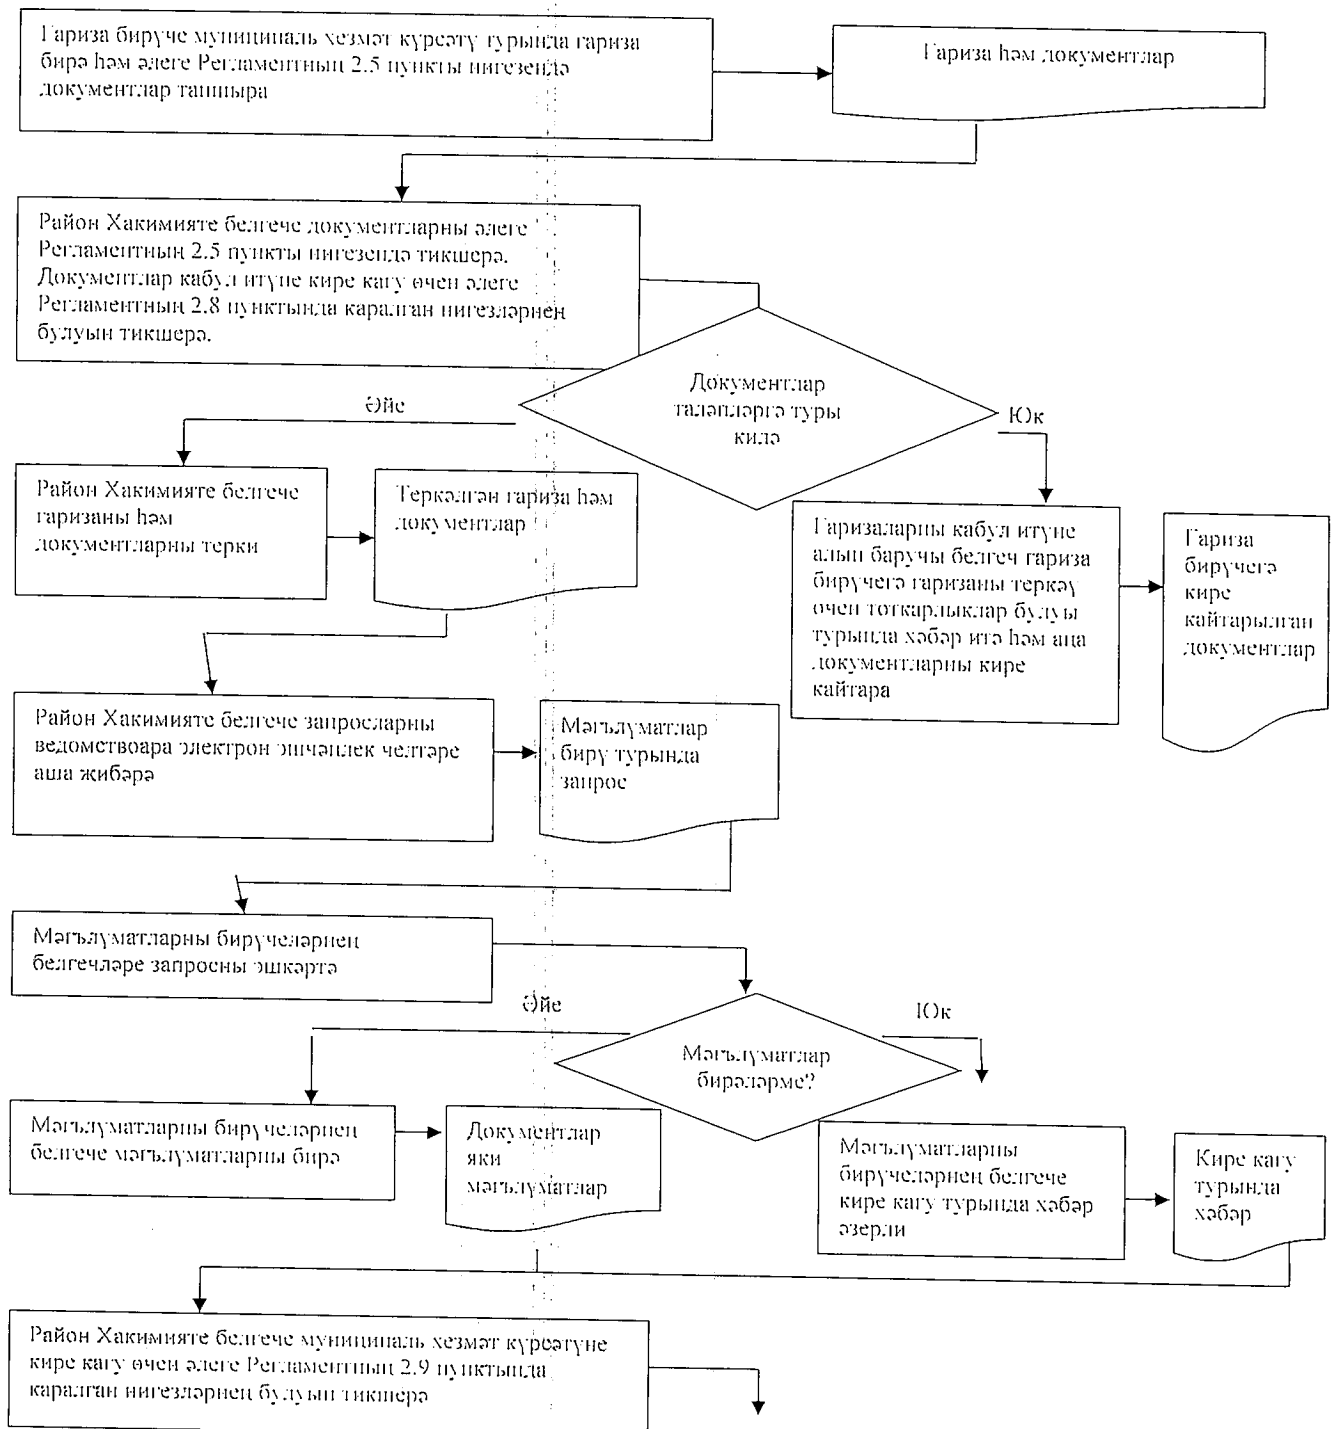 Гариза бирүче муниципаль хезмәт күрсәтү турында гариза
бирә һәм әлеге Регламентның 2.5 пункты нигезендә
документлар тапшыра
Гариза һәм документлар
Район Хакимияте белгече документларны әлеге
Регламентның 2.5 пункты нигезендә тикшерә.
Документлар кабул итүне кире кагу өчен әлеге
Регламентның 2.8 пунктында каралган нигезләрнең
булуын тикшерә.
Документлар
таләпләргә туры
килә
Әйе
Юк
Район Хакимияте белгече
гаризаны һәм
документларны терки
Теркәлгән гариза һәм
документлар
Гаризаларны кабул итүне
алып баручы белгеч гариза
бирүчегә гаризаны теркәү
өчен тоткарлыклар булуы
турында хәбәр итә һәм аңа
документларны кире
кайтара
Гариза
бирүчегә
кире
кайтарылган
документлар
Район Хакимияте белгече запросларны
ведометвоара электрон эшчәнлек челтәре
аша җибәрә
Мәгълүматлар
бирү турында
запрос
Мәгълүматларны бирүчеләрнең
белгечләре запросны эшкәртә
Әйе
Юк
Мәгълүматлар
бирәләрме?
Мәгълүматларны бирүчеләрнең
белгече мәгълүматларны бирә
Документлар
яки
мәгълүматлар
Мәгълүматларны
бирүчеләрнең белгече
кире кагу турында хәбәр
әзерли
Кире кагу
турында
хәбәр
Район Хакимияте белгече муниципаль хезмәт күрсәтүне
кире кагу өчен әлеге Регламентның 2.9 пунктында
каралган нигезләрнең булуын тикшерә